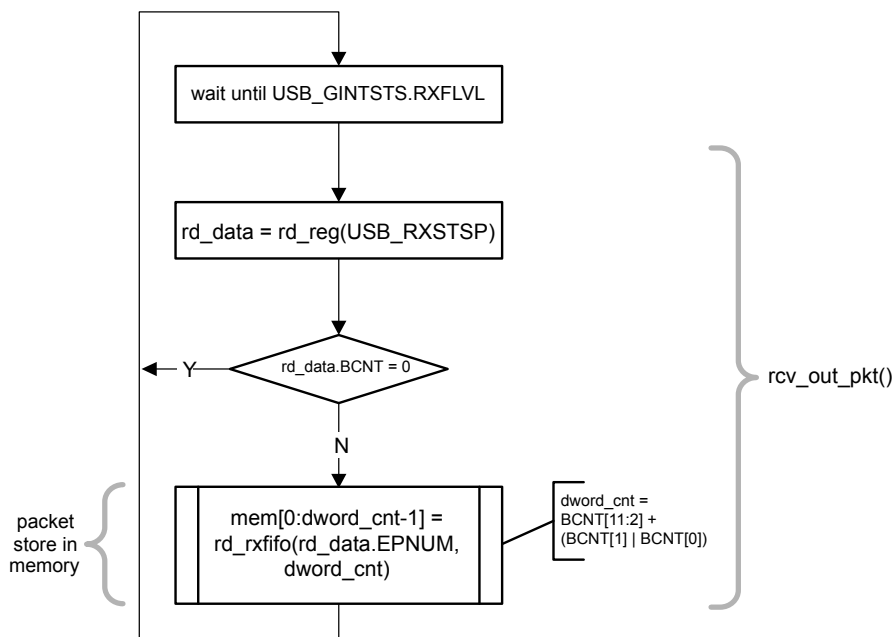 wait until USB_GINTSTS.RXFLVL
rd_data = rd_reg(USB_RXSTSP)
rd_data.BCNT = 0
Y
rcv_out_pkt()
N
packet
store in
memory
mem[0:dword_cnt-1] =
rd_rxfifo(rd_data.EPNUM,
dword_cnt)
dword_cnt =
BCNT[11:2] +
(BCNT[1] | BCNT[0])